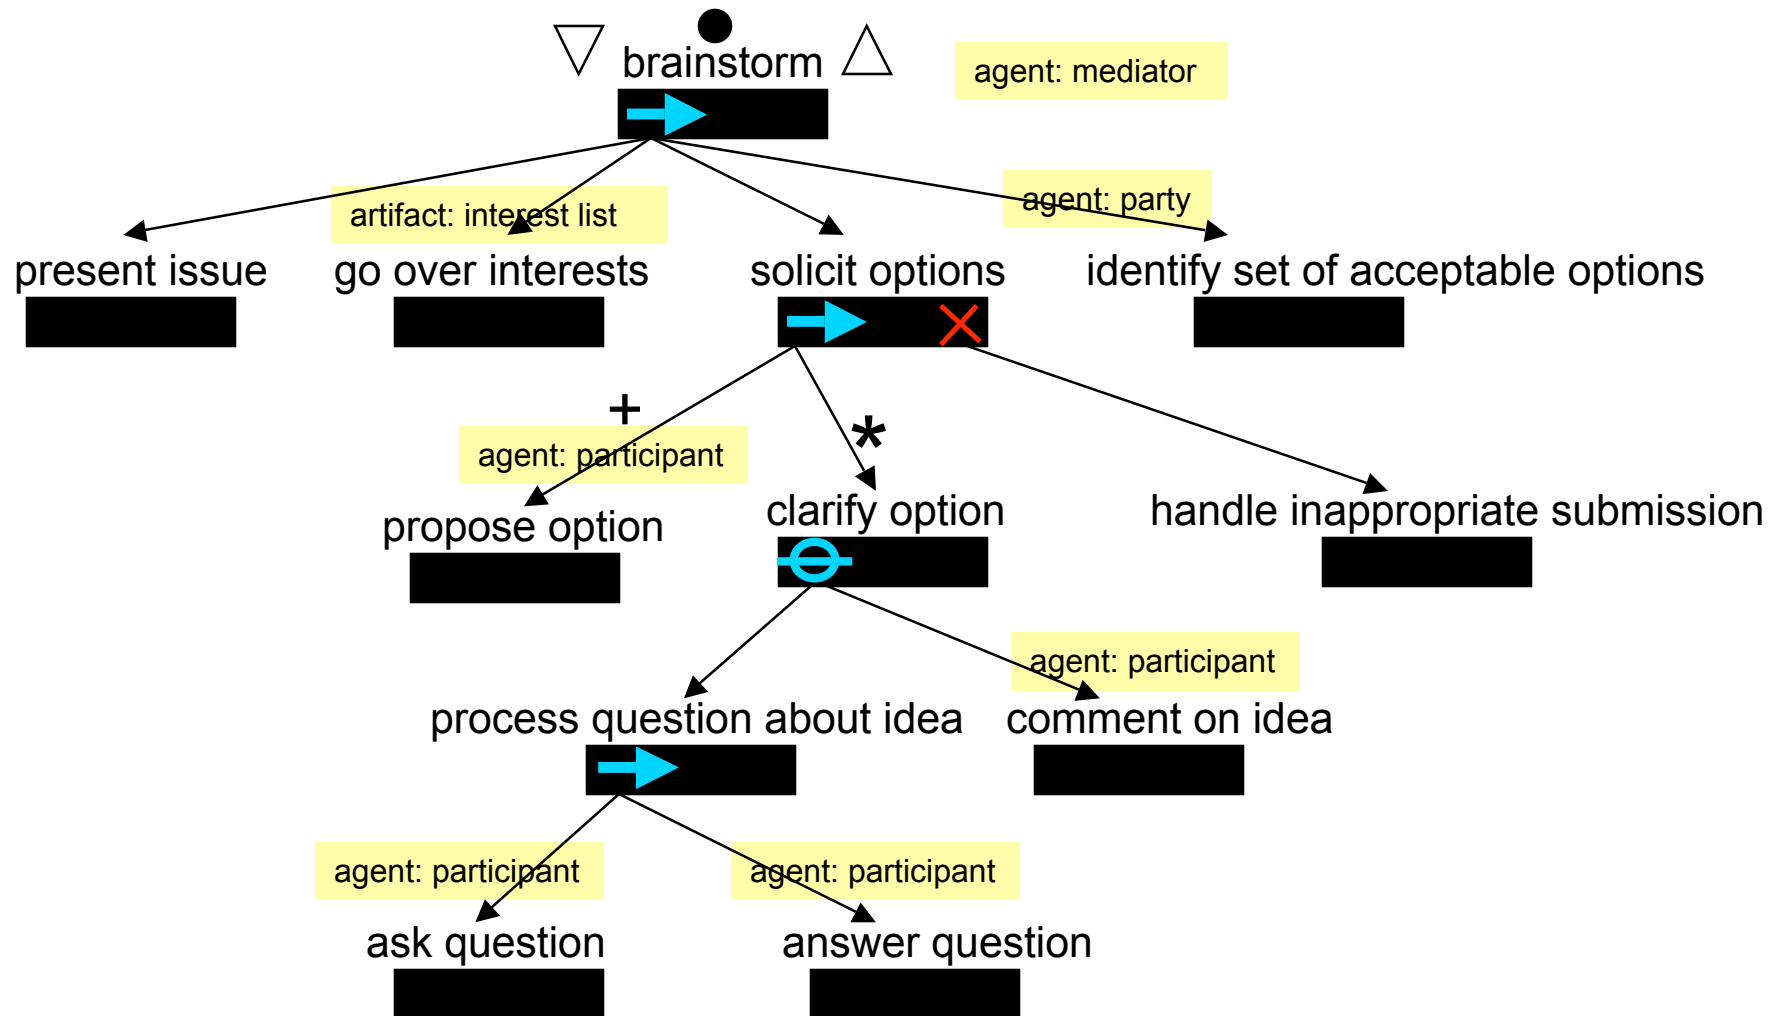 brainstorm
agent: mediator
artifact: interest list
agent: party
present issue
go over interests
solicit options
identify set of acceptable options
+
*
agent: participant
propose option
clarify option
handle inappropriate submission
agent: participant
process question about idea
comment on idea
agent: participant
agent: participant
ask question
answer question